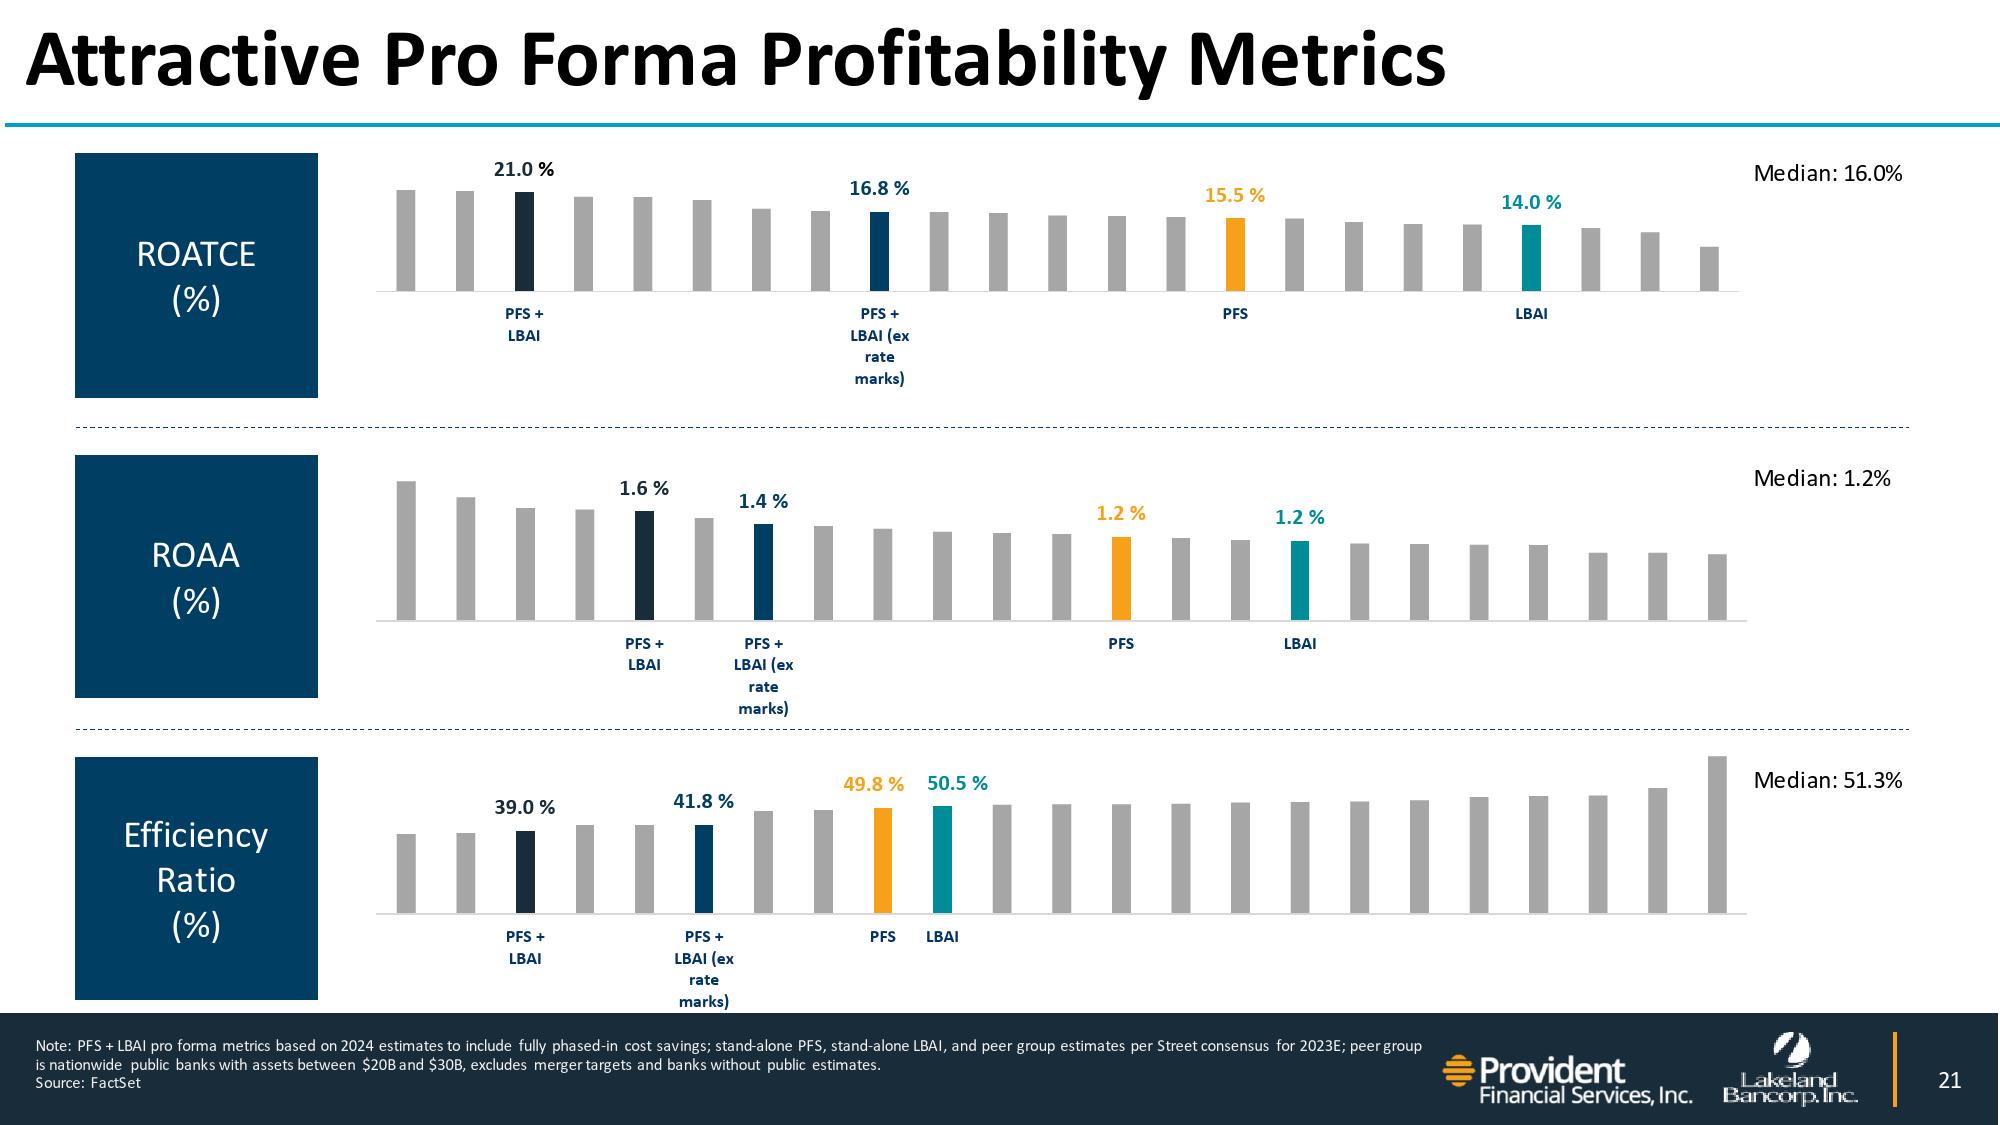 Attractive Pro Forma Profitability Metrics
ROATCE
(%)
21.0 %
16.8 %
15.5 %
14.0 %
Median: 16.0%
PFS +
LBAI
PFS +
LBAI (ex
rate
marks)
PFS
LBAI
ROAA
(%)
1.6 %
1.4 %
1.2 %
1.2 %
Median: 1.2%
PFS +
LBAI
PFS +
LBAI (ex
rate
marks)
PFS
LBAI
Efficiency
Ratio
(%)
39.0 %
41.8 %
49.8 %
50.5 %
Median: 51.3%
PFS +
LBAI
PFS +
LBAI (ex
rate
marks)
PFS
LBAI
Note: PFS + LBAI pro forma metrics based on 2024 estimates to include fully phased-in cost savings; stand-alone PFS, stand-alone LBAI, and peer group estimates per Street consensus for 2023E; peer group
is nationwide public banks with assets between $20B and $30B, excludes merger targets and banks without public estimates.
Source: FactSet
Provident
Financial Services, Inc.
Lakeland
Bancorp. Inc.
21